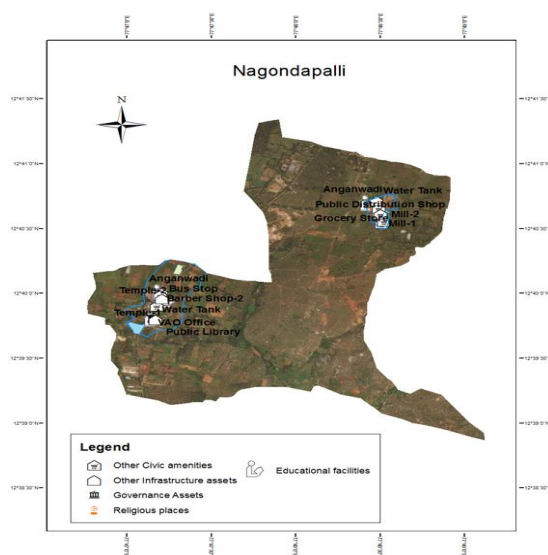 Nagondapalli
N
12°41'30"N
12°41'0"N
12°40'30"N
12°40'0"N
12°39'30"N
12°39'0"N
12°38'30"N
12°41'30"N
12°41'0"N
12°40'30"N
12°40'0"N
12°39'30"N
12°39'0"N
12°38'30"N
Anganwadi Water Tank
Public Distribution Shop
Mill-2
Grocery Store
Mill-1
Anganwadi
Temple-2 Bus Stop
Barber Shop-2
Temple-1 Water Tank
VAO Office
Public Library
Legend
Other Civic amenities
Other Infrastructure assets
Governance Assets
Religious places
Educational facilities